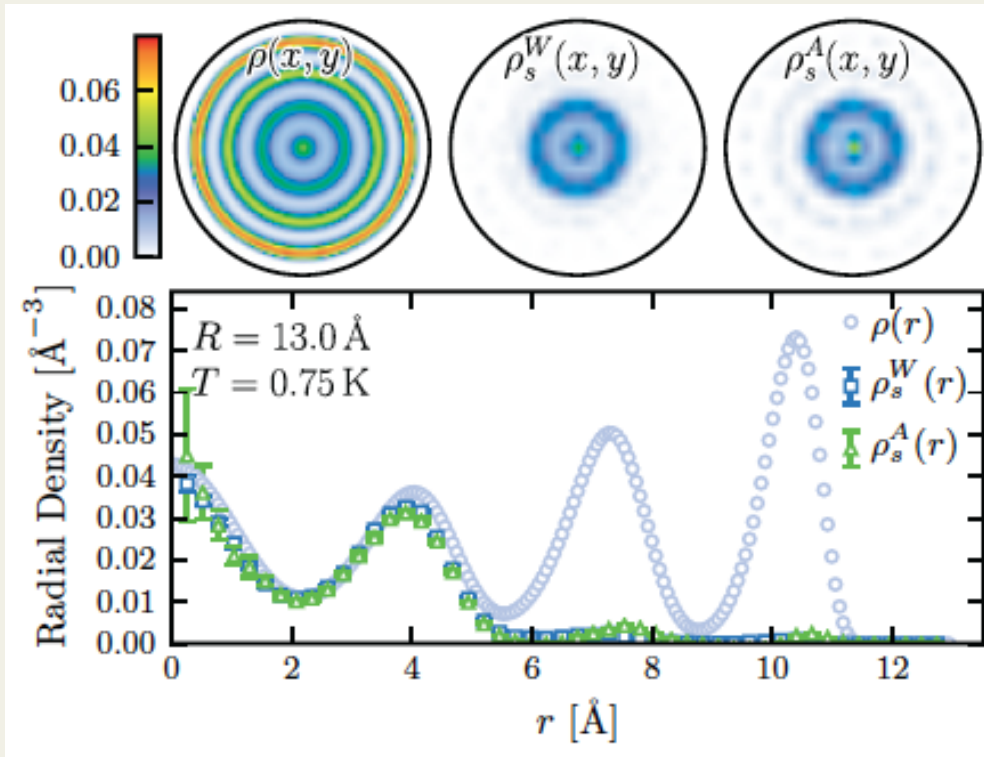 ρ(x, y)
ρ_s^W(x, y)
ρ_s^A(x, y)
0.06
0.04
0.02
0.00
Radial Density [Å⁻³]
0.08
0.07
0.06
0.05
0.04
0.03
0.02
0.01
0.00
R = 13.0 Å
T = 0.75 K
ρ(r)
ρ_s^W(r)
ρ_s^A(r)
0 2 4 6 8 10 12
r [Å]